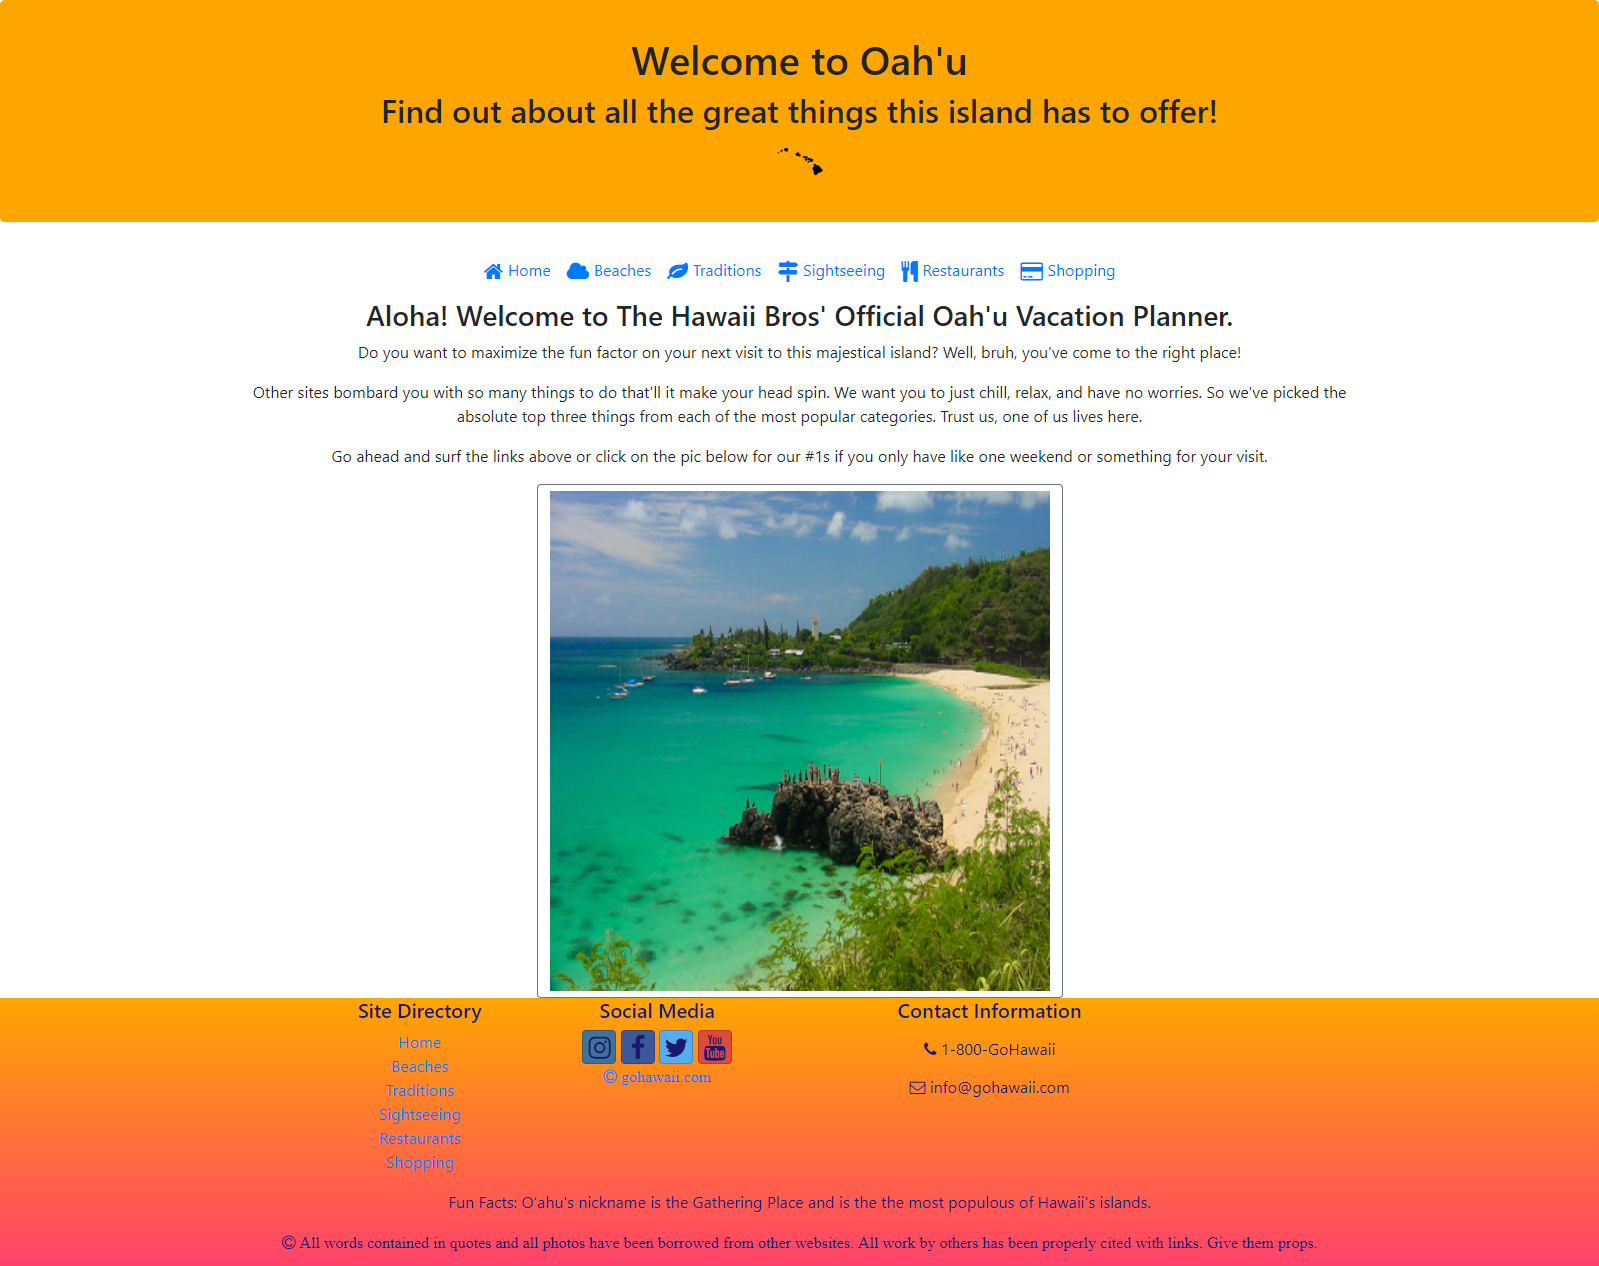 Welcome to Oah'u
Find out about all the great things this island has to offer!
Home Beaches Traditions Sightseeing Restaurants Shopping
Aloha! Welcome to The Hawaii Bros' Official Oah'u Vacation Planner.
Do you want to maximize the fun factor on your next visit to this majestical island? Well, bruh, you've come to the right place!
Other sites bombard you with so many things to do that'll it make your head spin. We want you to just chill, relax, and have no worries. So we've picked the
absolute top three things from each of the most popular categories. Trust us, one of us lives here.
Go ahead and surf the links above or click on the pic below for our #1s if you only have like one weekend or something for your visit.
Site Directory
Home
Beaches
Traditions
Sightseeing
Restaurants
Shopping
Social Media
You
Tube
© gohawaii.com
Contact Information
1-800-GoHawaii
info@gohawaii.com
Fun Facts: Oʻahu's nickname is the Gathering Place and is the the most populous of Hawaii's islands.
© All words contained in quotes and all photos have been borrowed from other websites. All work by others has been properly cited with links. Give them props.